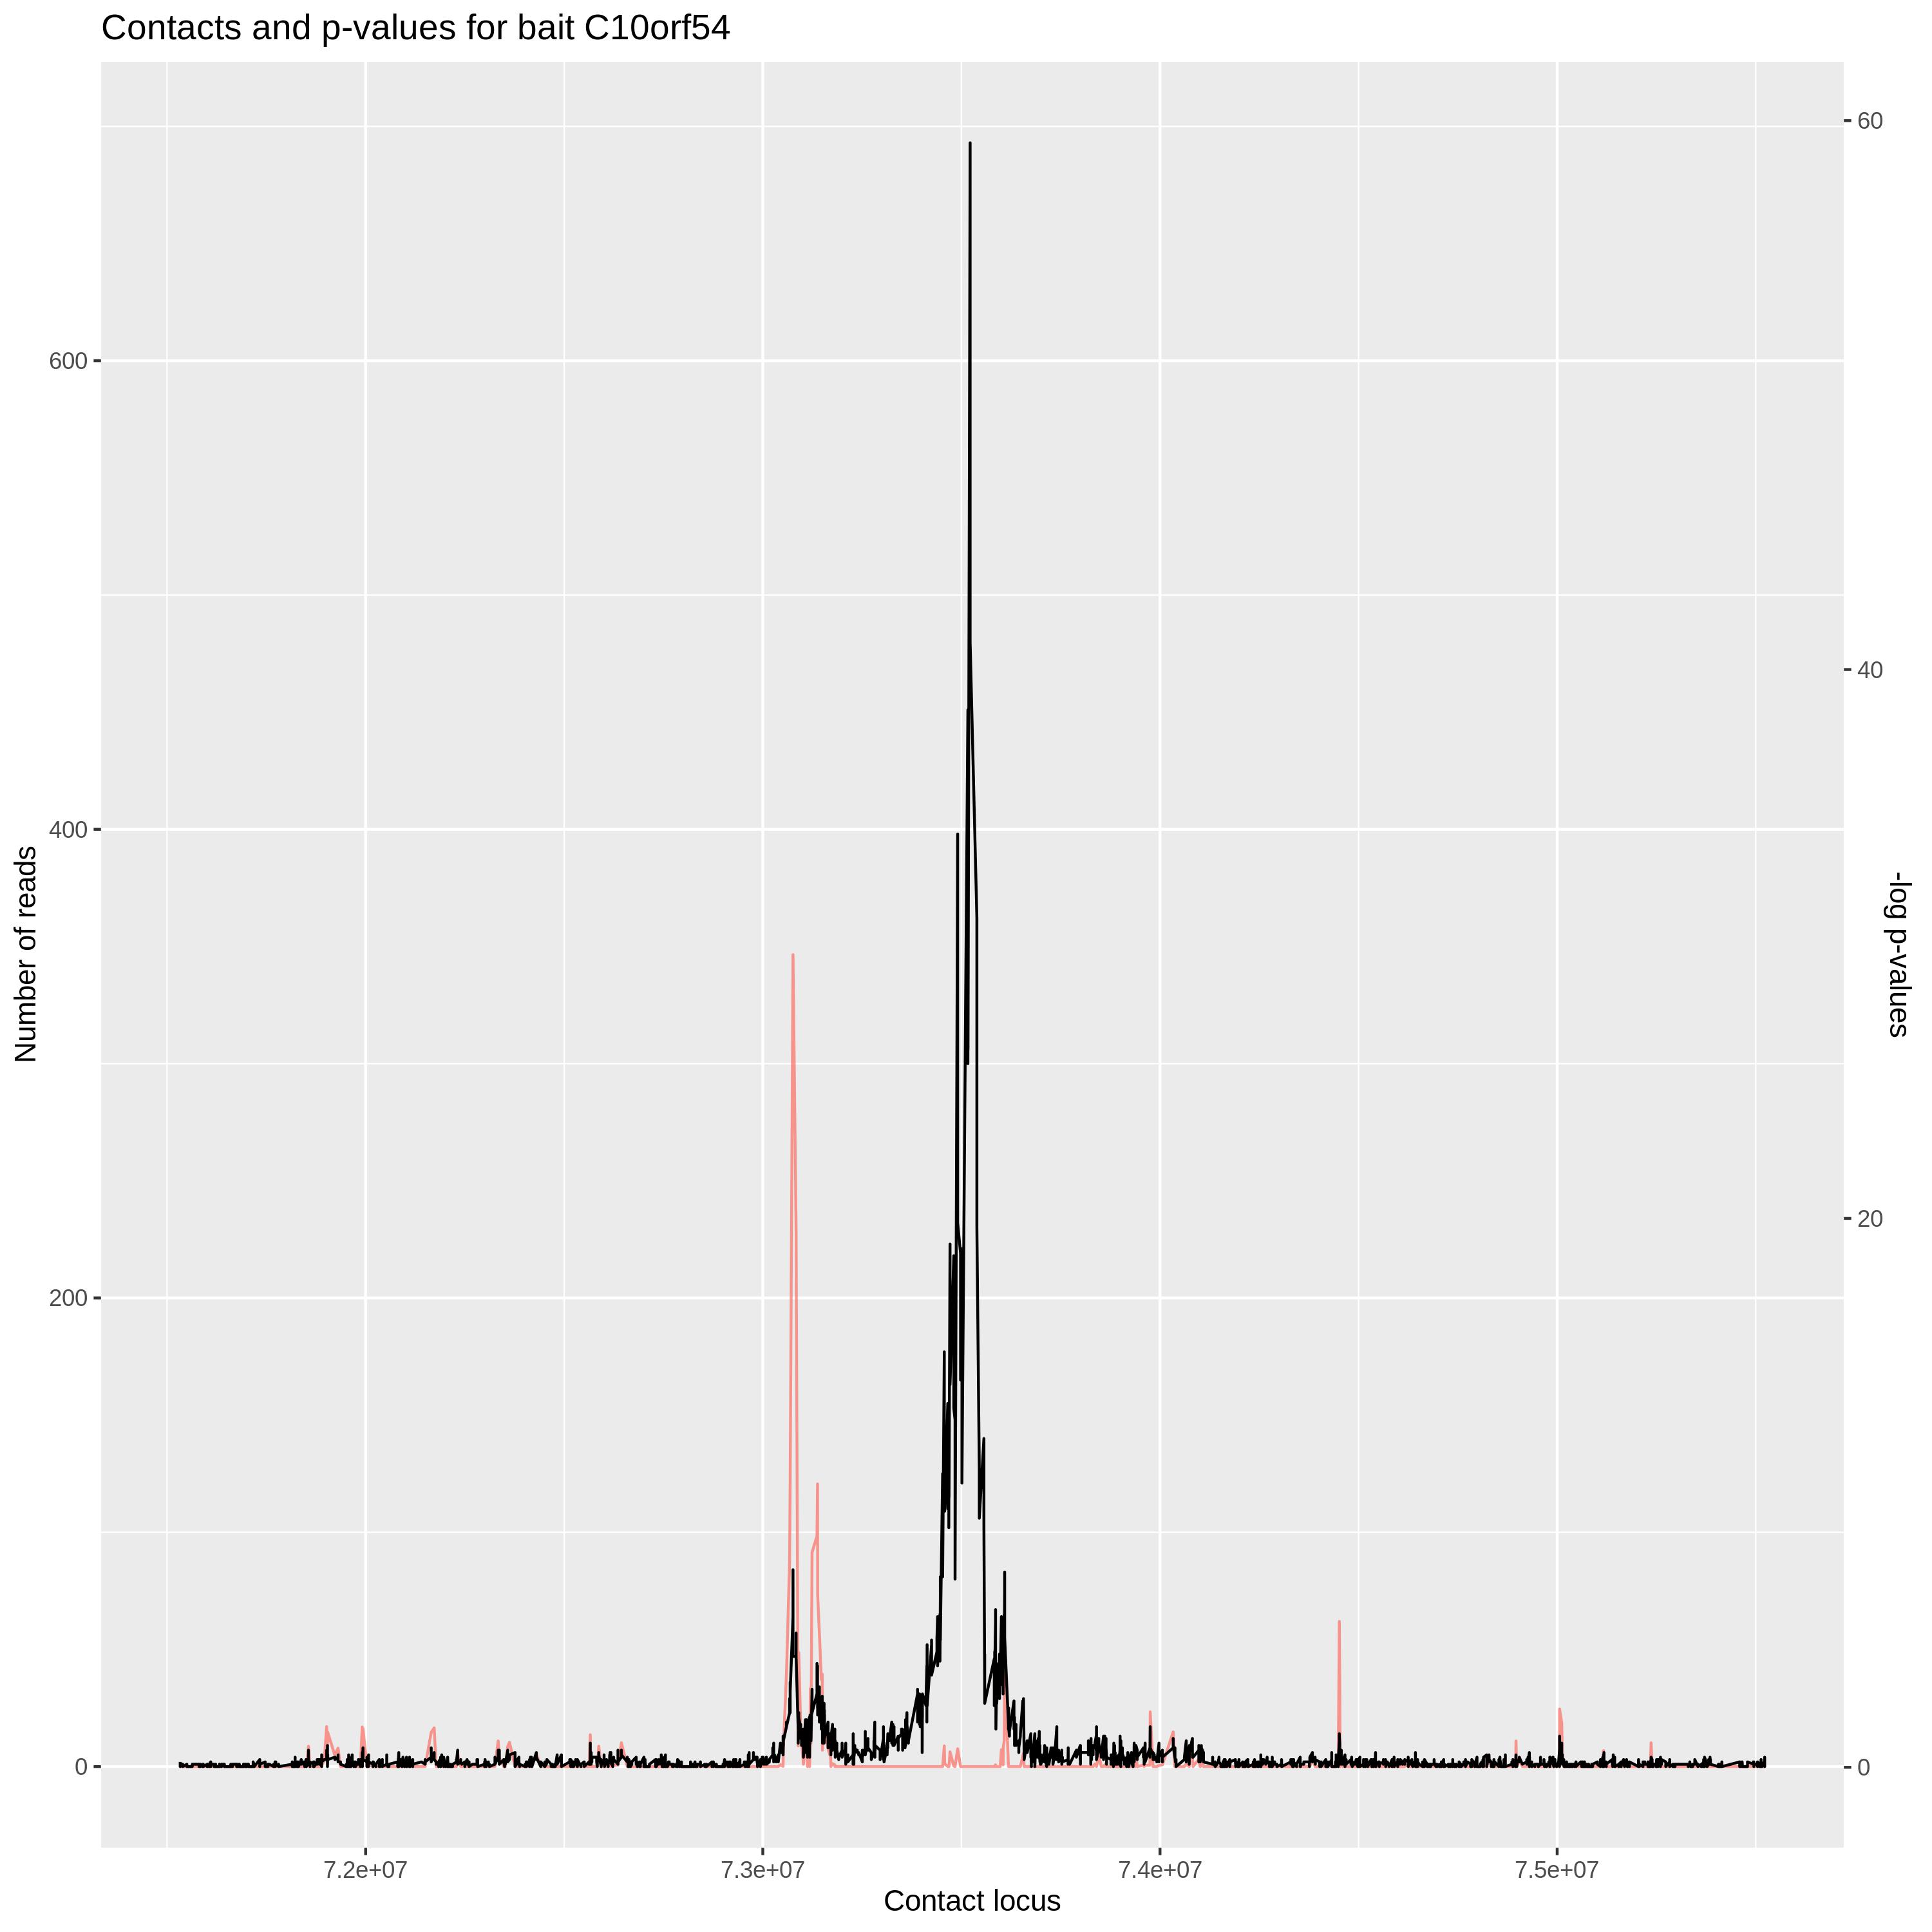 Contacts and p-values for bait C10orf54
60
600
40
400
Number of reads
-log p-values
20
200
0
0
7.2e+07
7.3e+07
7.4e+07
7.5e+07
Contact locus